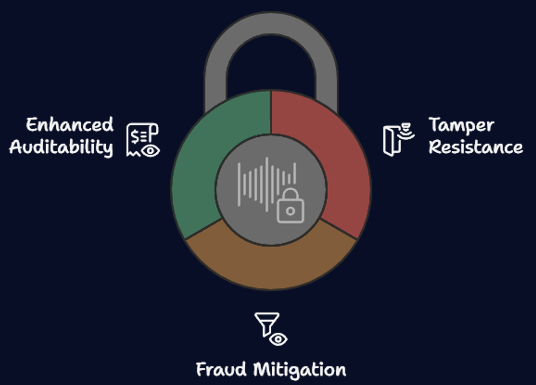 Enhanced
Auditability
Tamper
Resistance
Fraud Mitigation